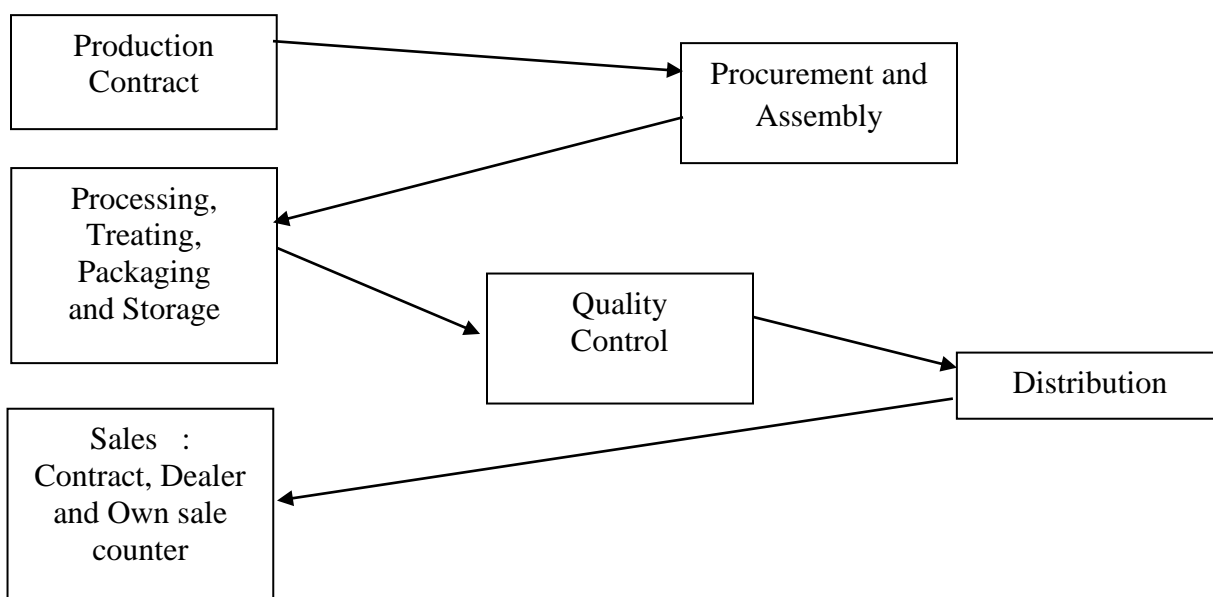 Production
Contract
Procurement and
Assembly
Processing,
Treating,
Packaging
and Storage
Quality
Control
Distribution
Sales :
Contract, Dealer
and Own sale
counter